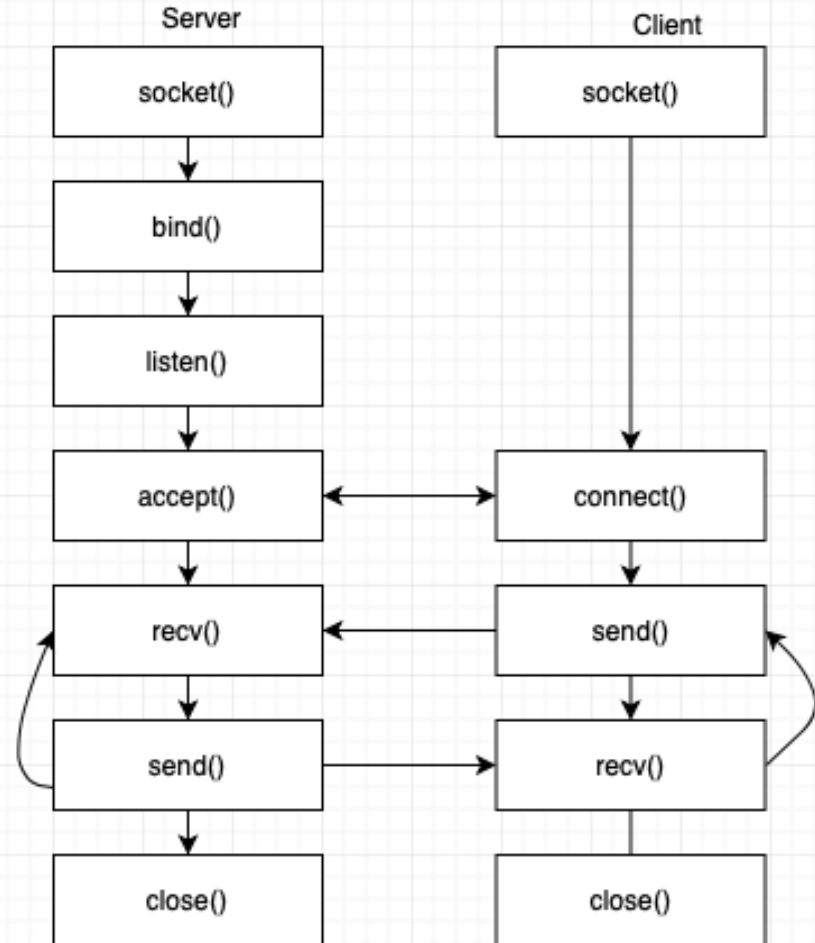 Server
socket()
bind()
listen()
accept()
recv()
send()
close()
Client
socket()
connect()
send()
recv()
close()